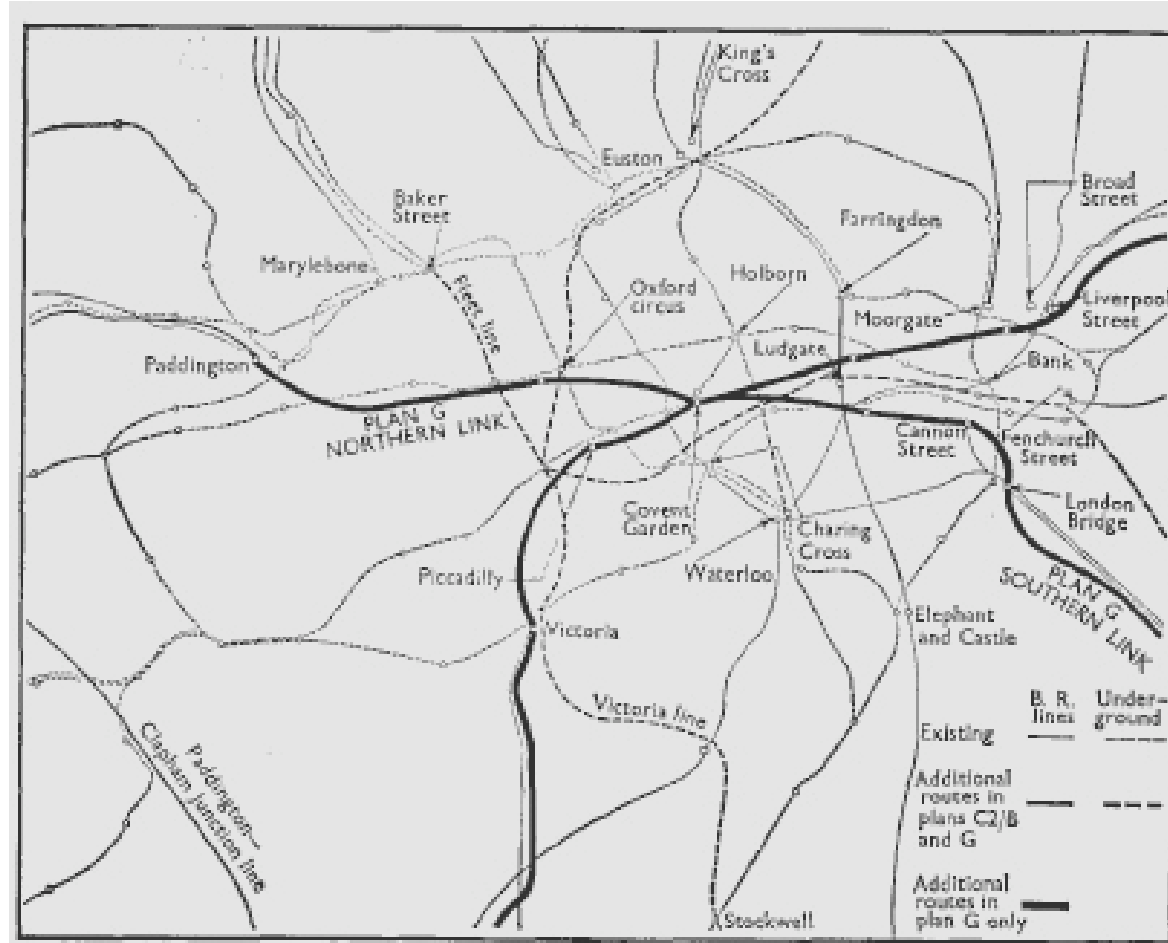 King's
Cross
Euston
Broad
Street
Baker
Street
Farringdon
Marylebone
Holborn
Oxford
circus
Fleet line
Moorgate
Liverpool
Street
Ludgate
Paddington
Bank
PLAN G
NORTHERN LINK
Cannon
Street
Fenchurch
Street
Covent
Garden
London
Bridge
Charing
Cross
Piccadilly
Waterloo
PLAN G
SOUTHERN LINK
Elephant
and Castle
Victoria
Victoria line
B. R.
lines
Under-
ground
Existing
Paddington—
Clapham Junction line
Additional
routes in
plans C2/B
and G
Additional
routes in
plan G only
Stockwell